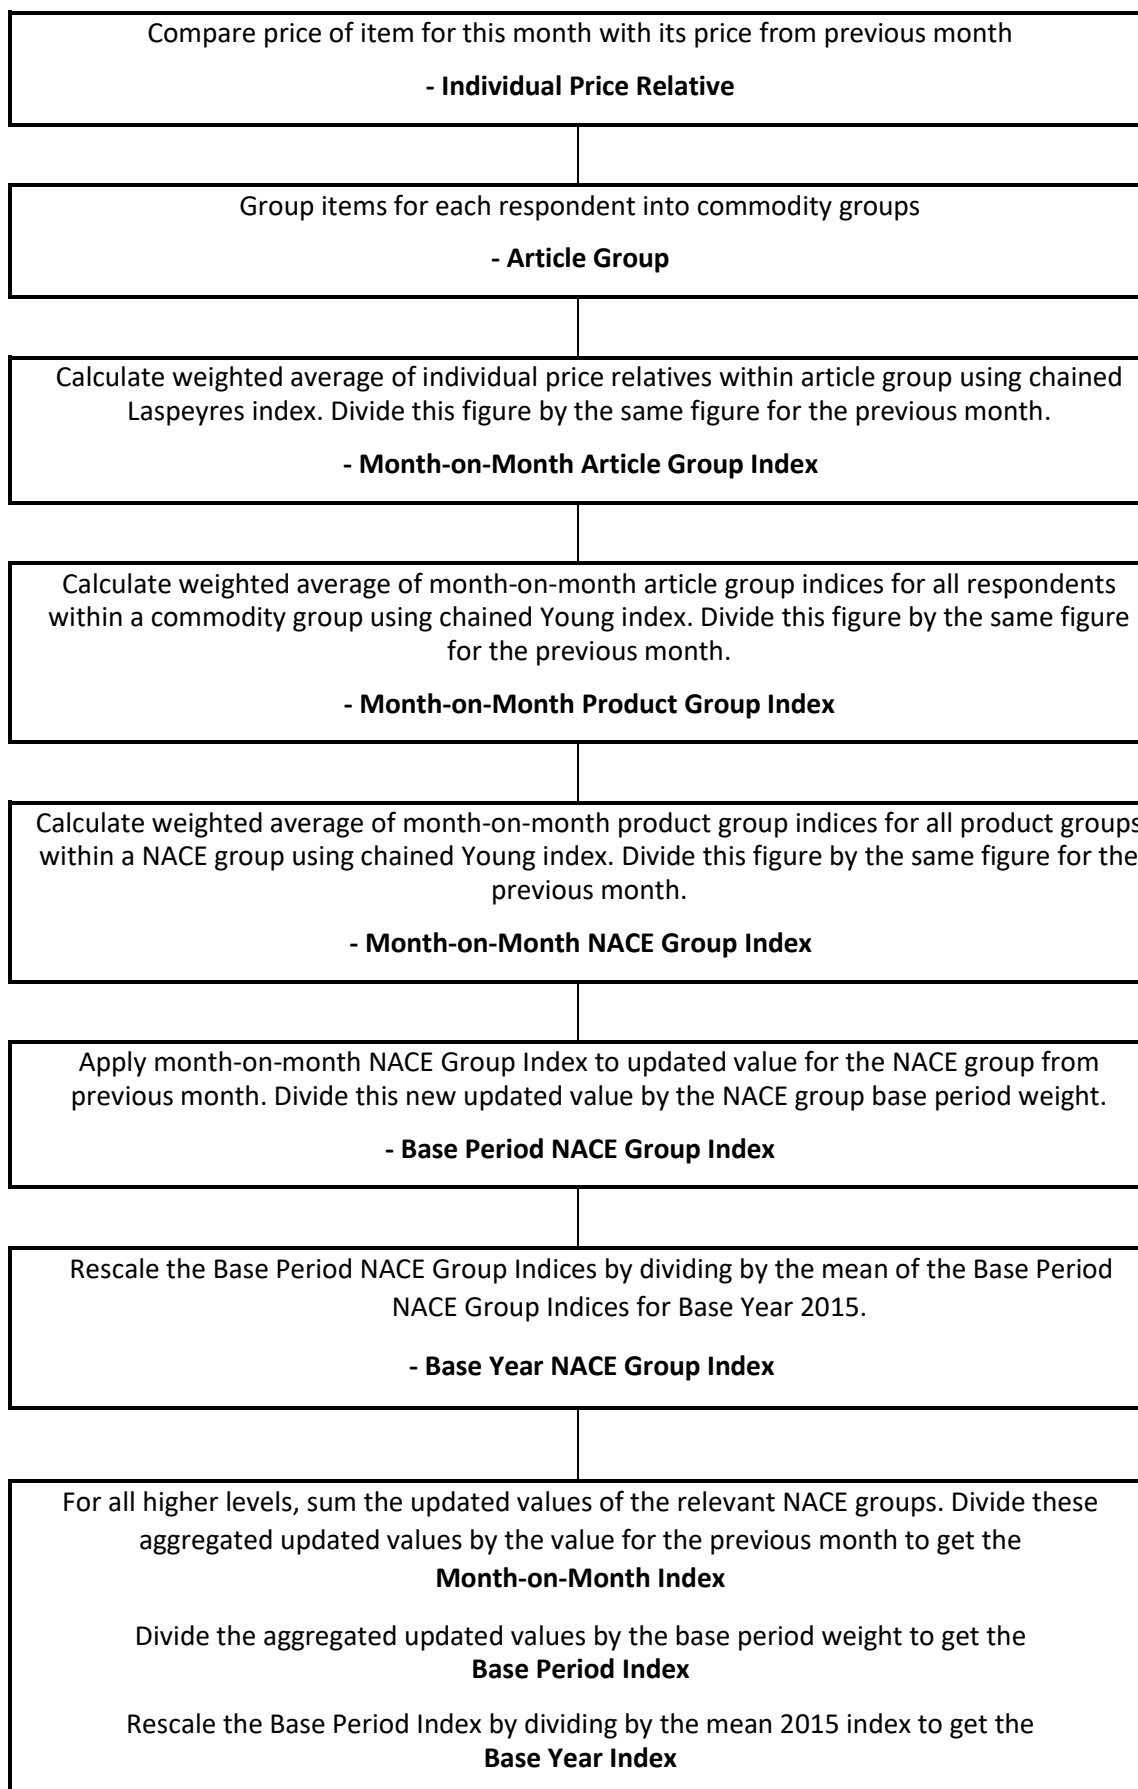 Compare price of item for this month with its price from previous month
- Individual Price Relative
Group items for each respondent into commodity groups
- Article Group
Calculate weighted average of individual price relatives within article group using chained
Laspeyres index. Divide this figure by the same figure for the previous month.
- Month-on-Month Article Group Index
Calculate weighted average of month-on-month article group indices for all respondents
within a commodity group using chained Young index. Divide this figure by the same figure
for the previous month.
- Month-on-Month Product Group Index
Calculate weighted average of month-on-month product group indices for all product groups
within a NACE group using chained Young index. Divide this figure by the same figure for the
previous month.
- Month-on-Month NACE Group Index
Apply month-on-month NACE Group Index to updated value for the NACE group from
previous month. Divide this new updated value by the NACE group base period weight.
- Base Period NACE Group Index
Rescale the Base Period NACE Group Indices by dividing by the mean of the Base Period
NACE Group Indices for Base Year 2015.
- Base Year NACE Group Index
For all higher levels, sum the updated values of the relevant NACE groups. Divide these
aggregated updated values by the value for the previous month to get the
Month-on-Month Index
Divide the aggregated updated values by the base period weight to get the
Base Period Index
Rescale the Base Period Index by dividing by the mean 2015 index to get the
Base Year Index